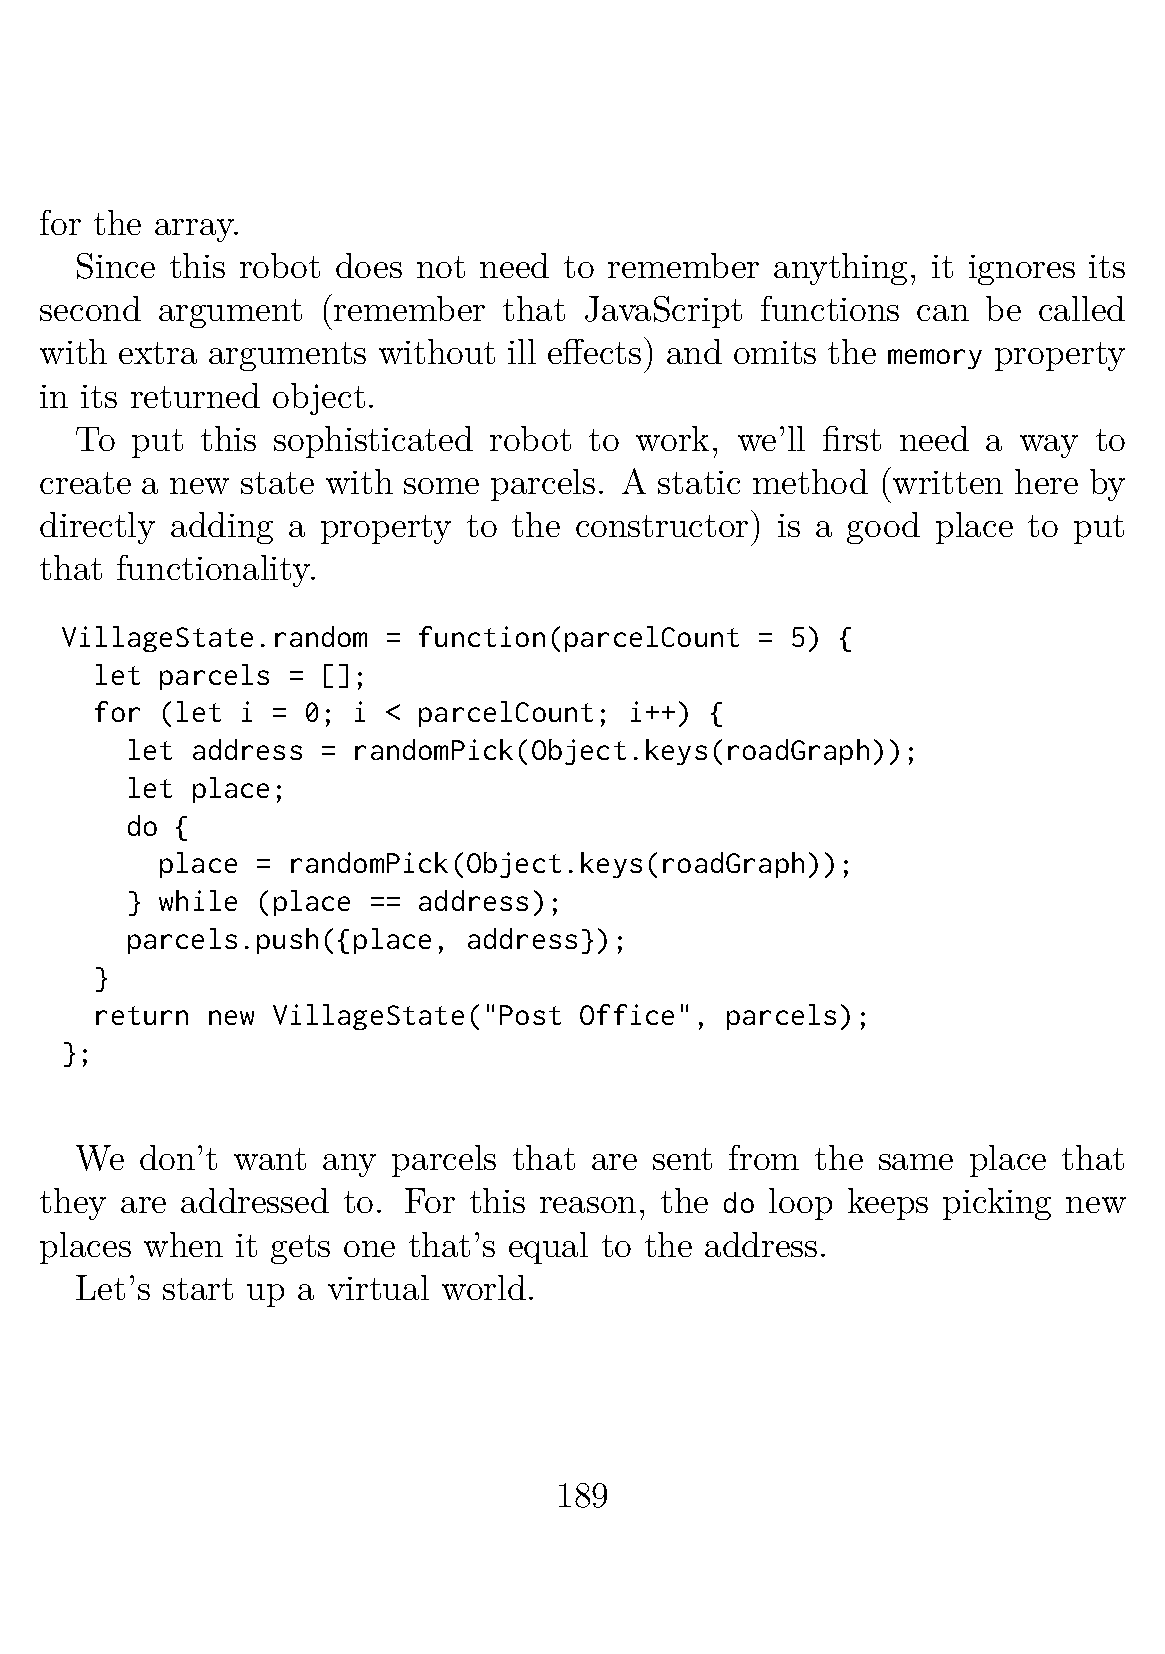 for the array.
Since this robot does not need to remember anything, it ignores its
second argument (remember that JavaScript functions can be called
with extra arguments without ill effects) and omits the memory property
in its returned object.
To put this sophisticated robot to work, we'll first need a way to
create a new state with some parcels. A static method (written here by
directly adding a property to the constructor) is a good place to put
that functionality.
VillageState.random = function(parcelCount = 5) {
  let parcels = [];
  for (let i = 0; i < parcelCount; i++) {
    let address = randomPick(Object.keys(roadGraph));
    let place;
    do {
      place = randomPick(Object.keys(roadGraph));
    } while (place == address);
    parcels.push({place, address});
  }
  return new VillageState("Post Office", parcels);
};
We don't want any parcels that are sent from the same place that
they are addressed to. For this reason, the do loop keeps picking new
places when it gets one that's equal to the address.
Let's start up a virtual world.
189